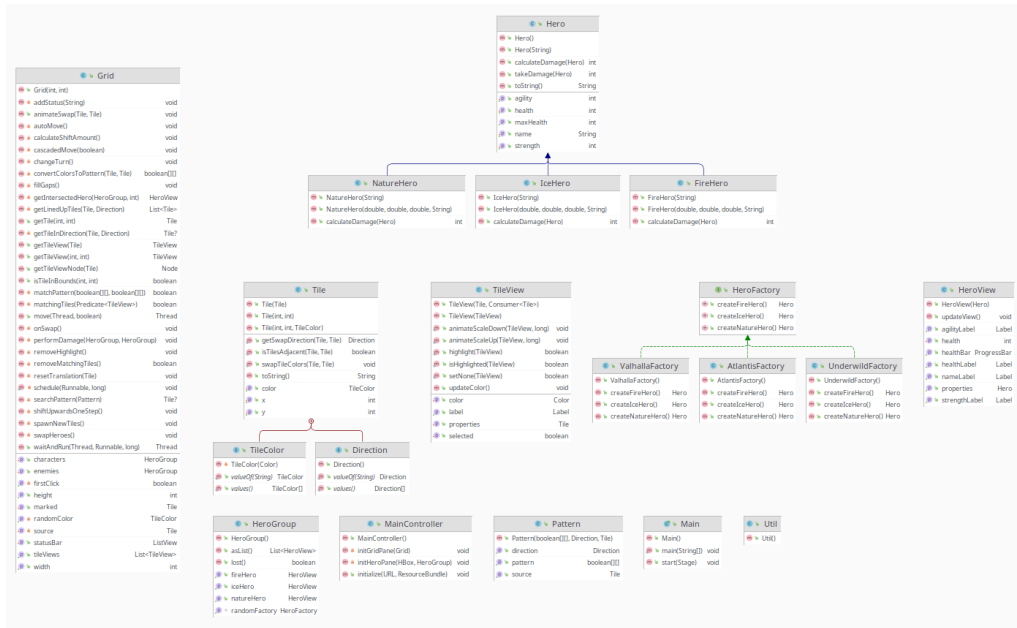 Hero
Hero()
Hero(String)
calculateDamage(Hero) int
takeDamage(Hero) int
toString() String
agility int
health int
maxHealth int
name String
strength int
Grid
Grid(int, int)
addStatus(String) void
animateSwap(Tile, Tile) void
autoMove() void
calculateShiftAmount() void
cascadedMove(boolean) void
changeTurn() void
convertColorsToPattern(Tile, Tile) boolean[][]
fillGaps() void
getIntersectedHero(HeroGroup, int) HeroView
getLinedUpTiles(Tile, Direction) List<Tile>
getTile(int, int) Tile
getTileInDirection(Tile, Direction) Tile?
getTileView(Tile) TileView
getTileView(int, int) TileView
getTileViewNode(Tile) Node
isTileInBounds(int, int) boolean
matchPattern(boolean[][], boolean[][]) boolean
matchingTiles(Predicate<TileView>) boolean
move(Thread, boolean) Thread
onSwap() void
performDamage(HeroGroup, HeroGroup) void
removeHighlight() void
removeMatchingTiles() boolean
resetTranslation(Tile) void
schedule(Runnable, long) void
searchPattern(Pattern) Tile?
shiftUpwardsOneStep() void
spawnNewTiles() void
swapHeroes() void
waitAndRun(Thread, Runnable, long) Thread
characters HeroGroup
enemies HeroGroup
firstClick boolean
height int
marked Tile
randomColor TileColor
source Tile
statusBar ListView
tileViews List<TileView>
width int
NatureHero
NatureHero(String)
NatureHero(double, double, double, String)
calculateDamage(Hero) int
IceHero
IceHero(String)
IceHero(double, double, double, String)
calculateDamage(Hero) int
FireHero
FireHero(String)
FireHero(double, double, double, String)
calculateDamage(Hero) int
Tile
Tile(Tile)
Tile(int, int)
Tile(int, int, TileColor)
getSwapDirection(Tile, Tile) Direction
isTilesAdjacent(Tile, Tile) boolean
swapTileColors(Tile, Tile) void
toString() String
color TileColor
x int
y int
TileView
TileView(Tile, Consumer<Tile>)
TileView(TileView)
animateScaleDown(TileView, long) void
animateScaleUp(TileView, long) void
highlight(TileView) boolean
isHighlighted(TileView) boolean
setNone(TileView) boolean
updateColor() void
color Color
label Label
properties Tile
selected boolean
HeroFactory
createFireHero() Hero
createIceHero() Hero
createNatureHero() Hero
HeroView
HeroView(Hero)
updateView() void
agilityLabel Label
health int
healthBar ProgressBar
healthLabel Label
nameLabel Label
properties Hero
strengthLabel Label
ValhallaFactory
ValhallaFactory()
createFireHero() Hero
createIceHero() Hero
createNatureHero() Hero
AtlantisFactory
AtlantisFactory()
createFireHero() Hero
createIceHero() Hero
createNatureHero() Hero
UnderwildFactory
UnderwildFactory()
createFireHero() Hero
createIceHero() Hero
createNatureHero() Hero
TileColor
TileColor(Color)
valueOf(String) TileColor
values() TileColor[]
Direction
Direction()
valueOf(String) Direction
values() Direction[]
HeroGroup
HeroGroup()
asList() List<HeroView>
lost() boolean
fireHero HeroView
iceHero HeroView
natureHero HeroView
randomFactory HeroFactory
MainController
MainController()
initGridPane(Grid) void
initHeroPane(HBox, HeroGroup) void
initialize(URL, ResourceBundle) void
Pattern
Pattern(boolean[][], Direction, Tile)
direction Direction
pattern boolean[][]
source Tile
Main
Main()
main(String[]) void
start(Stage) void
Util
Util()